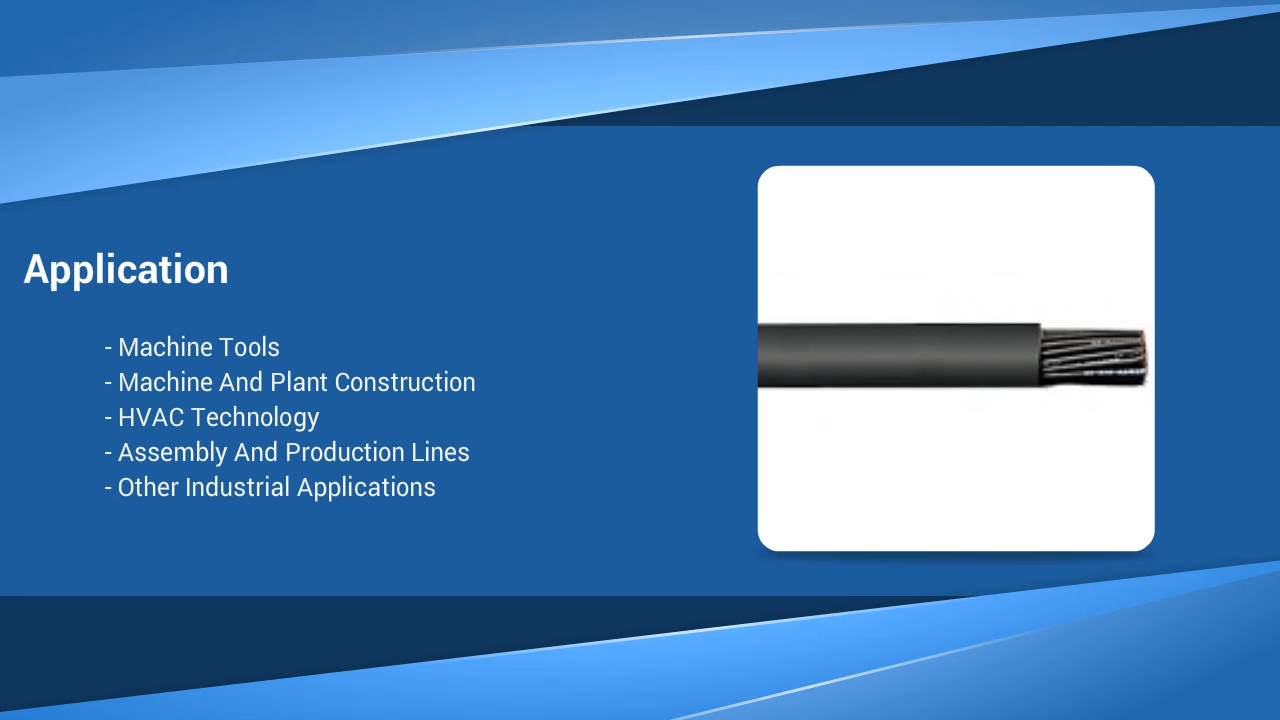 Application
- Machine Tools
- Machine And Plant Construction
- HVAC Technology
- Assembly And Production Lines
- Other Industrial Applications